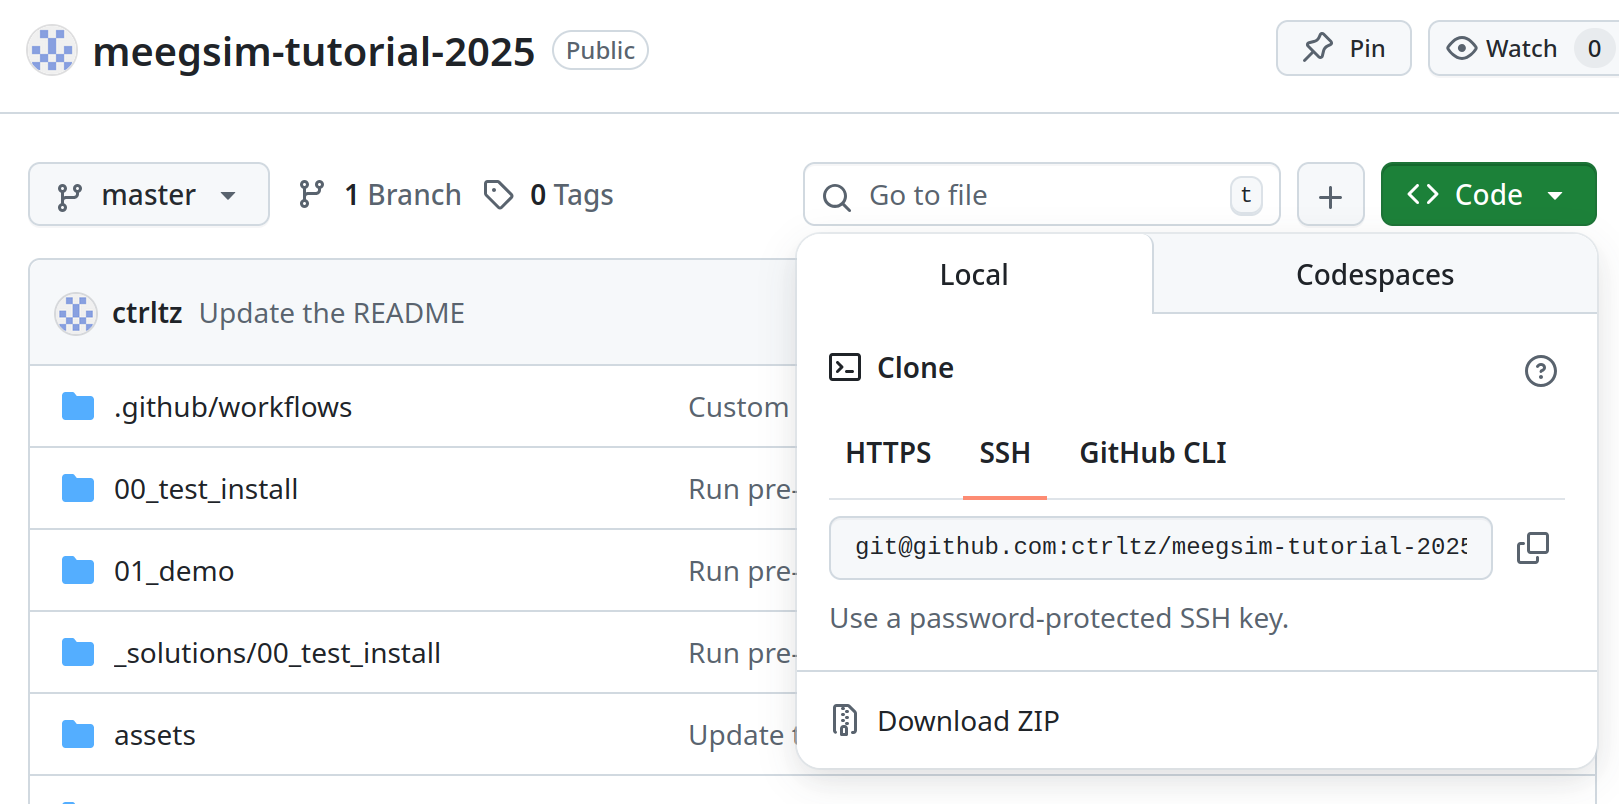 meegsim-tutorial-2025 Public Pin Watch 0
master 1 Branch 0 Tags Go to file t Code
Local Codespaces
ctrltz Update the README
Clone
.github/workflows Custom
HTTPS SSH GitHub CLI
00_test_install Run pre-
git@github.com:ctrltz/meegsim-tutorial-2025
01_demo Run pre-
Use a password-protected SSH key.
_solutions/00_test_install Run pre-
Download ZIP
assets Update